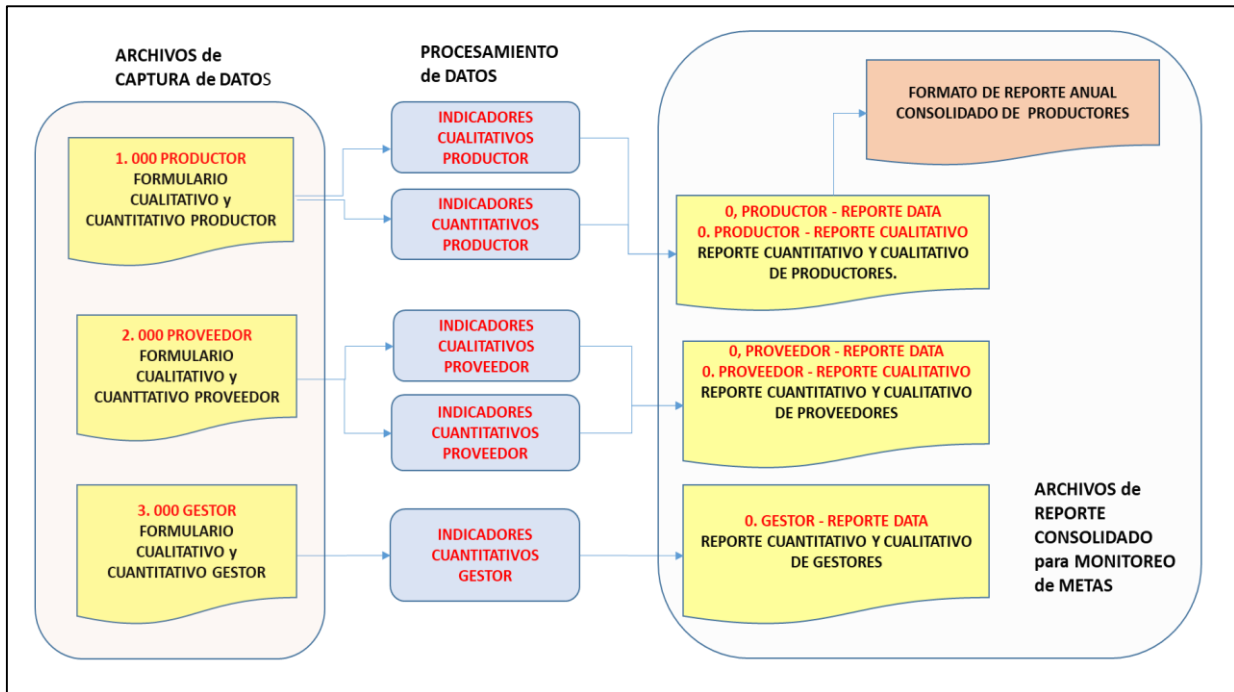 ARCHIVOS de
CAPTURA de DATOS
1. 000 PRODUCTOR
FORMULARIO
CUALITATIVO y
CUANTITATIVO PRODUCTOR
2. 000 PROVEEDOR
FORMULARIO
CUALITATIVO y
CUANTTATIVO PROVEEDOR
3. 000 GESTOR
FORMULARIO
CUALITATIVO y
CUANTITATIVO GESTOR
PROCESAMIENTO
de DATOS
INDICADORES
CUALITATIVOS
PRODUCTOR
INDICADORES
CUANTITATIVOS
PRODUCTOR
INDICADORES
CUALITATIVOS
PROVEEDOR
INDICADORES
CUANTITATIVOS
PROVEEDOR
INDICADORES
CUANTITATIVOS
GESTOR
FORMATO DE REPORTE ANUAL
CONSOLIDADO DE PRODUCTORES
0, PRODUCTOR - REPORTE DATA
0. PRODUCTOR - REPORTE CUALITATIVO
REPORTE CUANTITATIVO Y CUALITATIVO
DE PRODUCTORES.
0, PROVEEDOR - REPORTE DATA
0. PROVEEDOR - REPORTE CUALITATIVO
REPORTE CUANTITATIVO Y CUALITATIVO
DE PROVEEDORES
0. GESTOR - REPORTE DATA
REPORTE CUANTITATIVO Y CUALITATIVO
DE GESTORES
ARCHIVOS de
REPORTE
CONSOLIDADO
para MONITOREO
de METAS